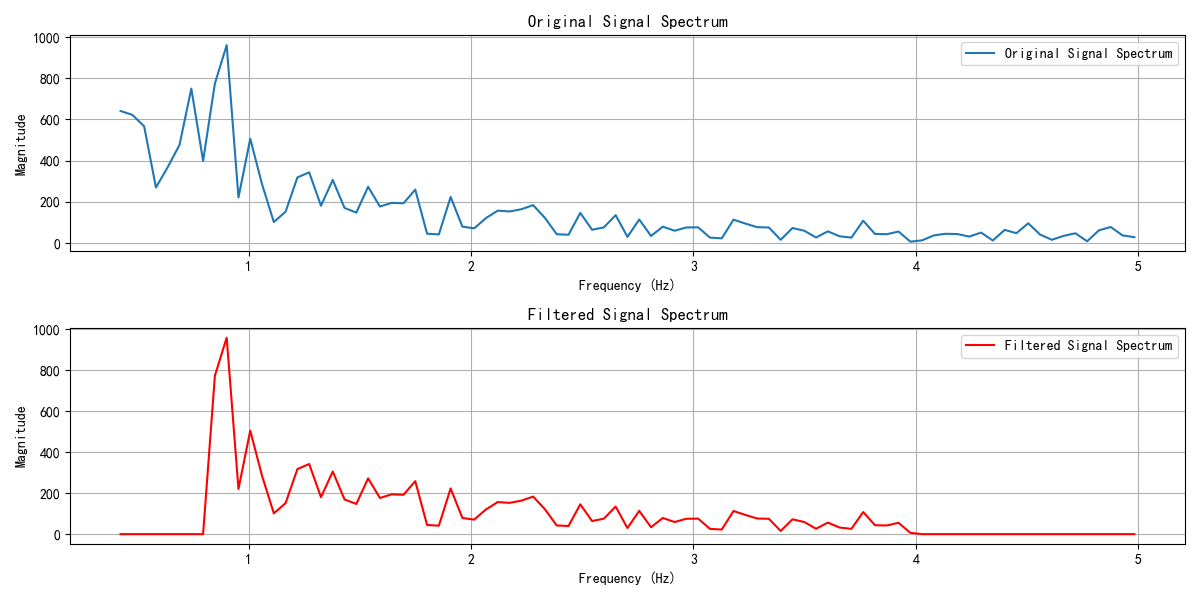 Original Signal Spectrum
1000
800
600
400
200
0
Magnitude
Original Signal Spectrum
1 2 3 4 5
Frequency (Hz)
Filtered Signal Spectrum
1000
800
600
400
200
0
Magnitude
Filtered Signal Spectrum
1 2 3 4 5
Frequency (Hz)